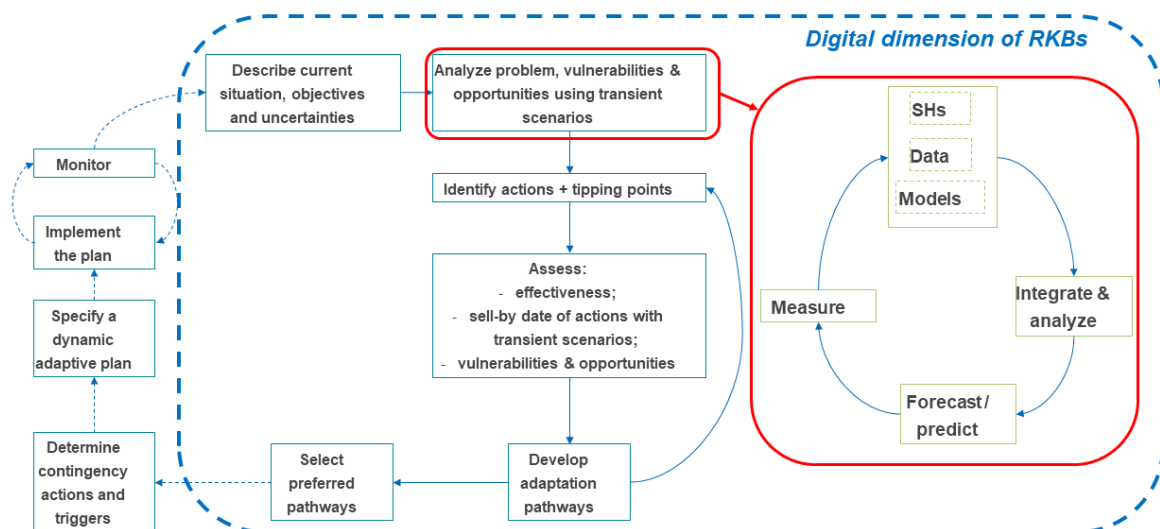 Digital dimension of RKBs
Describe current
situation, objectives
and uncertainties
Analyze problem, vulnerabilities &
opportunities using transient
scenarios
SHs
Data
Models
Monitor
Identify actions + tipping points
Implement
the plan
Assess:
- effectiveness;
- sell-by date of actions with
transient scenarios;
- vulnerabilities & opportunities
Measure
Integrate &
analyze
Specify a
dynamic
adaptive plan
Forecast/
predict
Determine
contingency
actions and
triggers
Select
preferred
pathways
Develop
adaptation
pathways